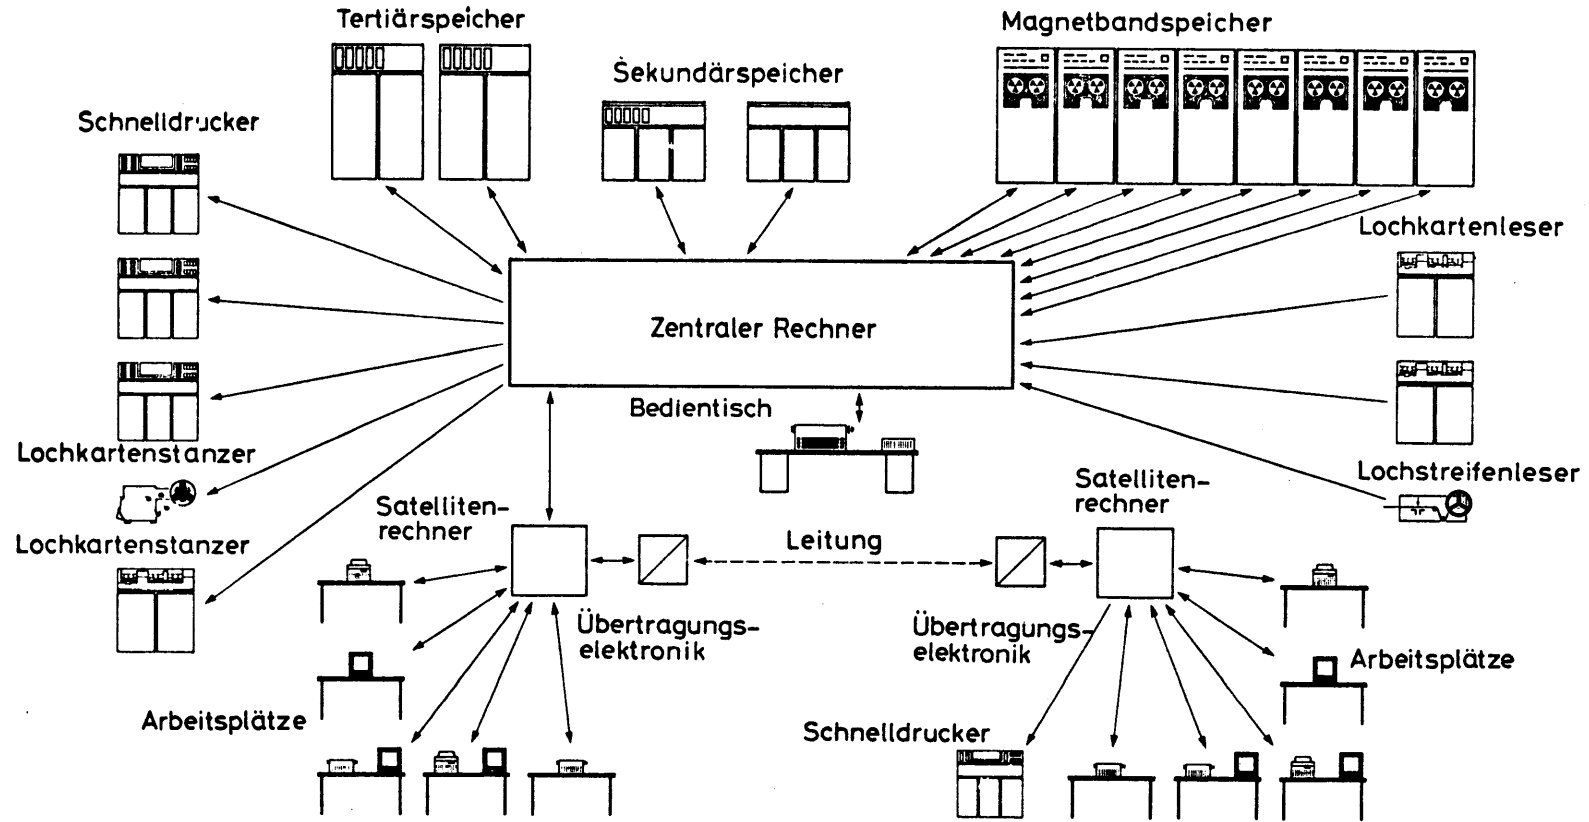 Tertiärspeicher
Magnetbandspeicher
Sekundärspeicher
Schnelldrucker
Lochkartenleser
Zentraler Rechner
Bedientisch
Lochkartenstanzer
Lochstreifenleser
Satelliten-
rechner
Satelliten-
rechner
Lochkartenstanzer
Leitung
Übertragungs-
elektronik
Übertragungs-
elektronik
Arbeitsplätze
Arbeitsplätze
Schnelldrucker